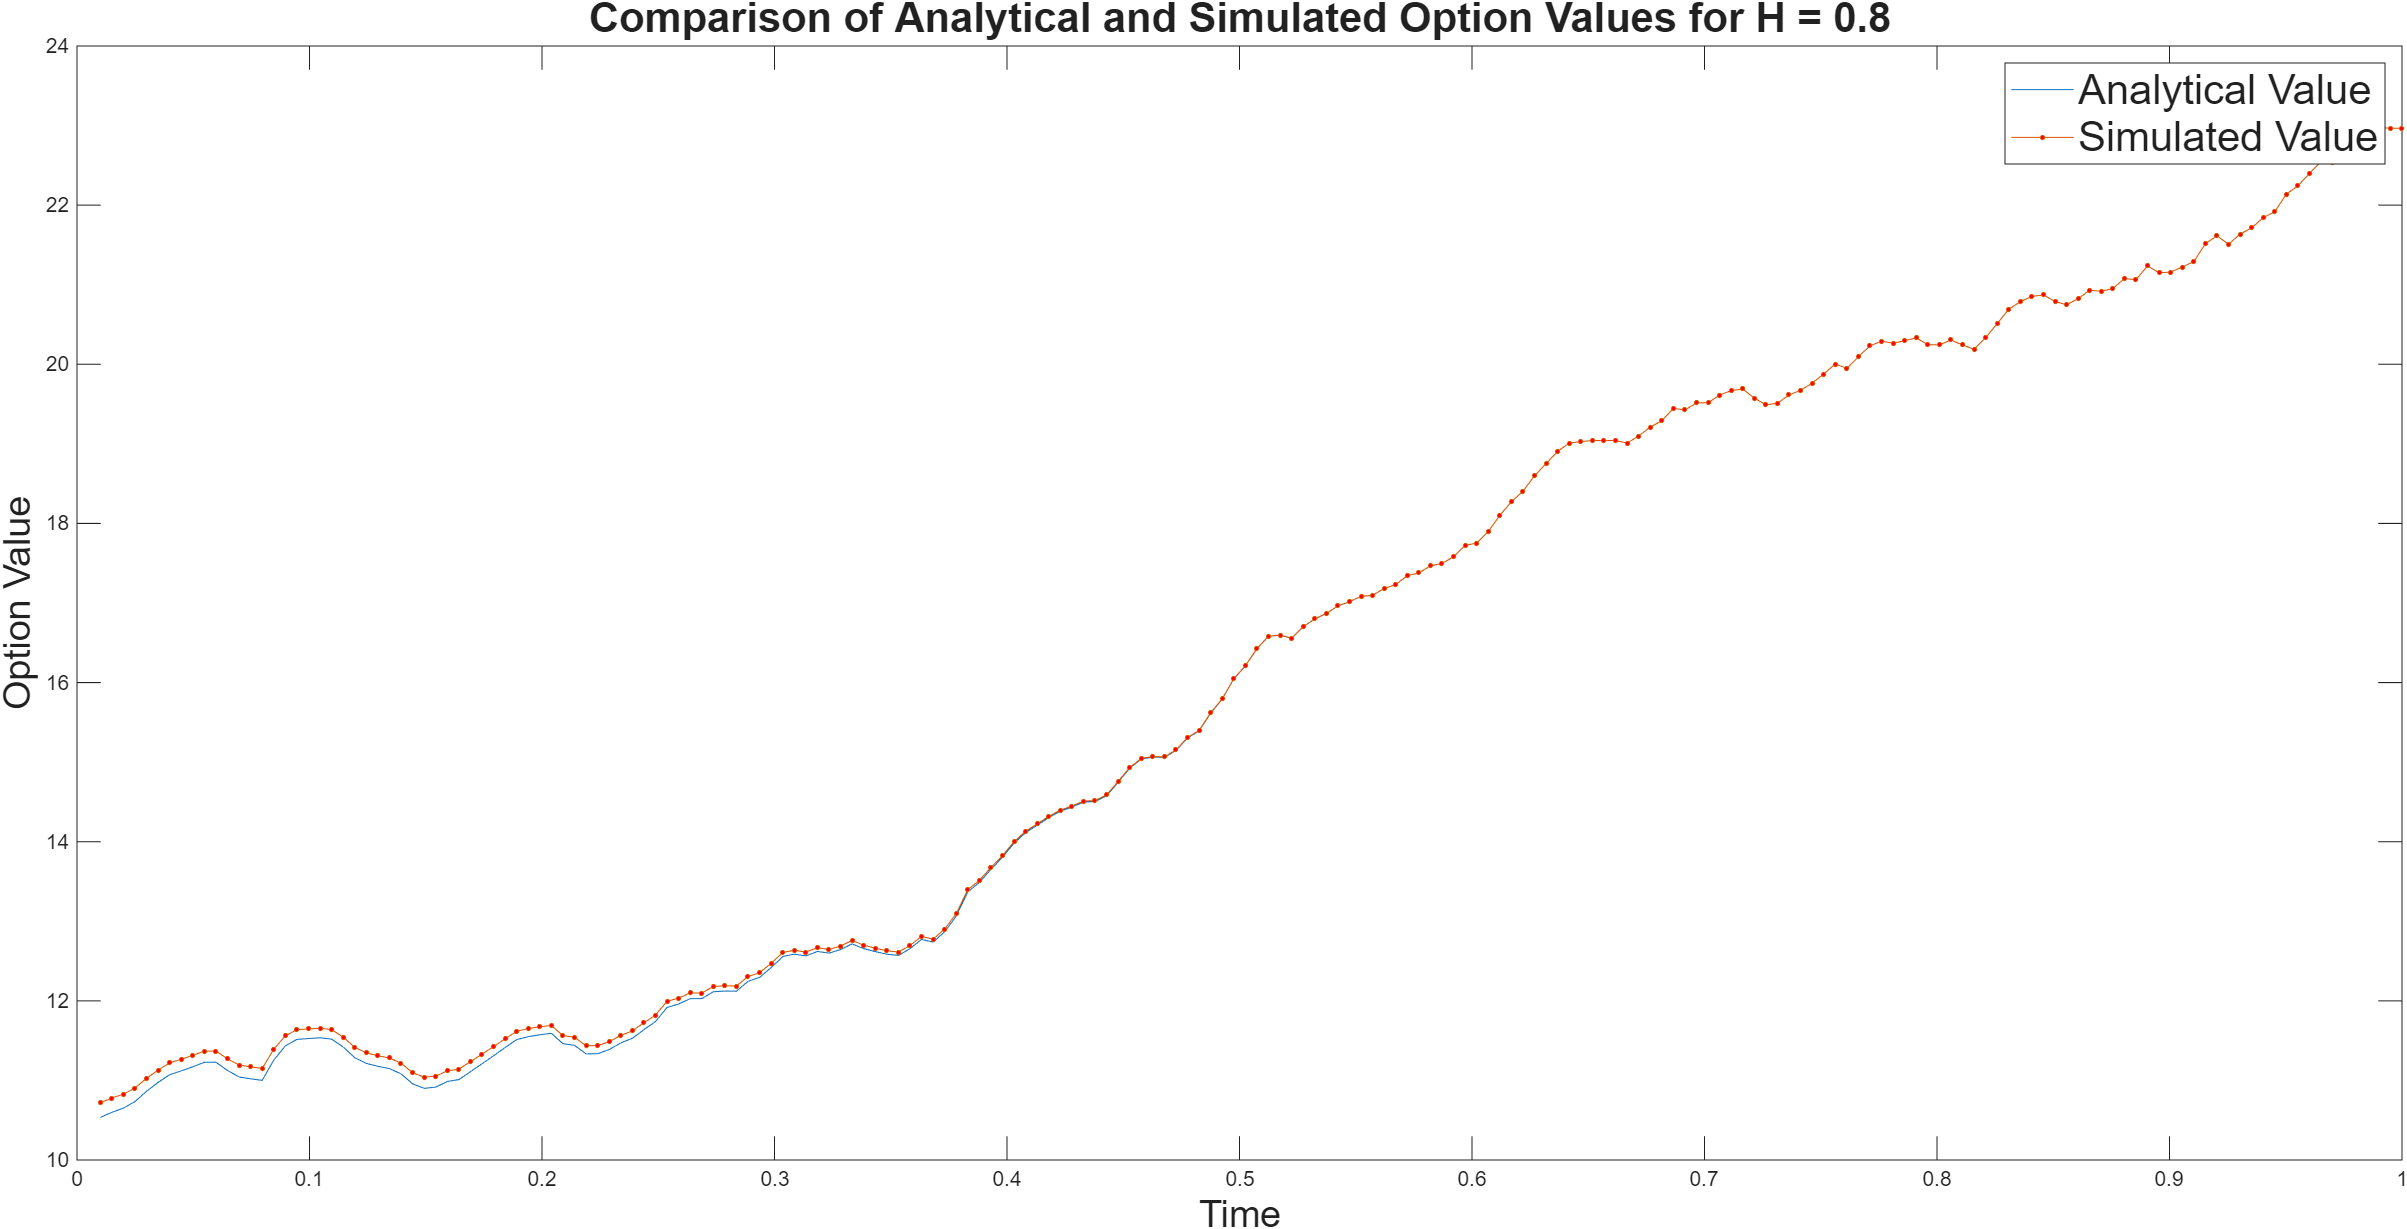 Comparison of Analytical and Simulated Option Values for H = 0.8
24
22
20
18
16
14
12
10
Option Value
Analytical Value
Simulated Value
0 0.1 0.2 0.3 0.4 0.5 0.6 0.7 0.8 0.9 1
Time